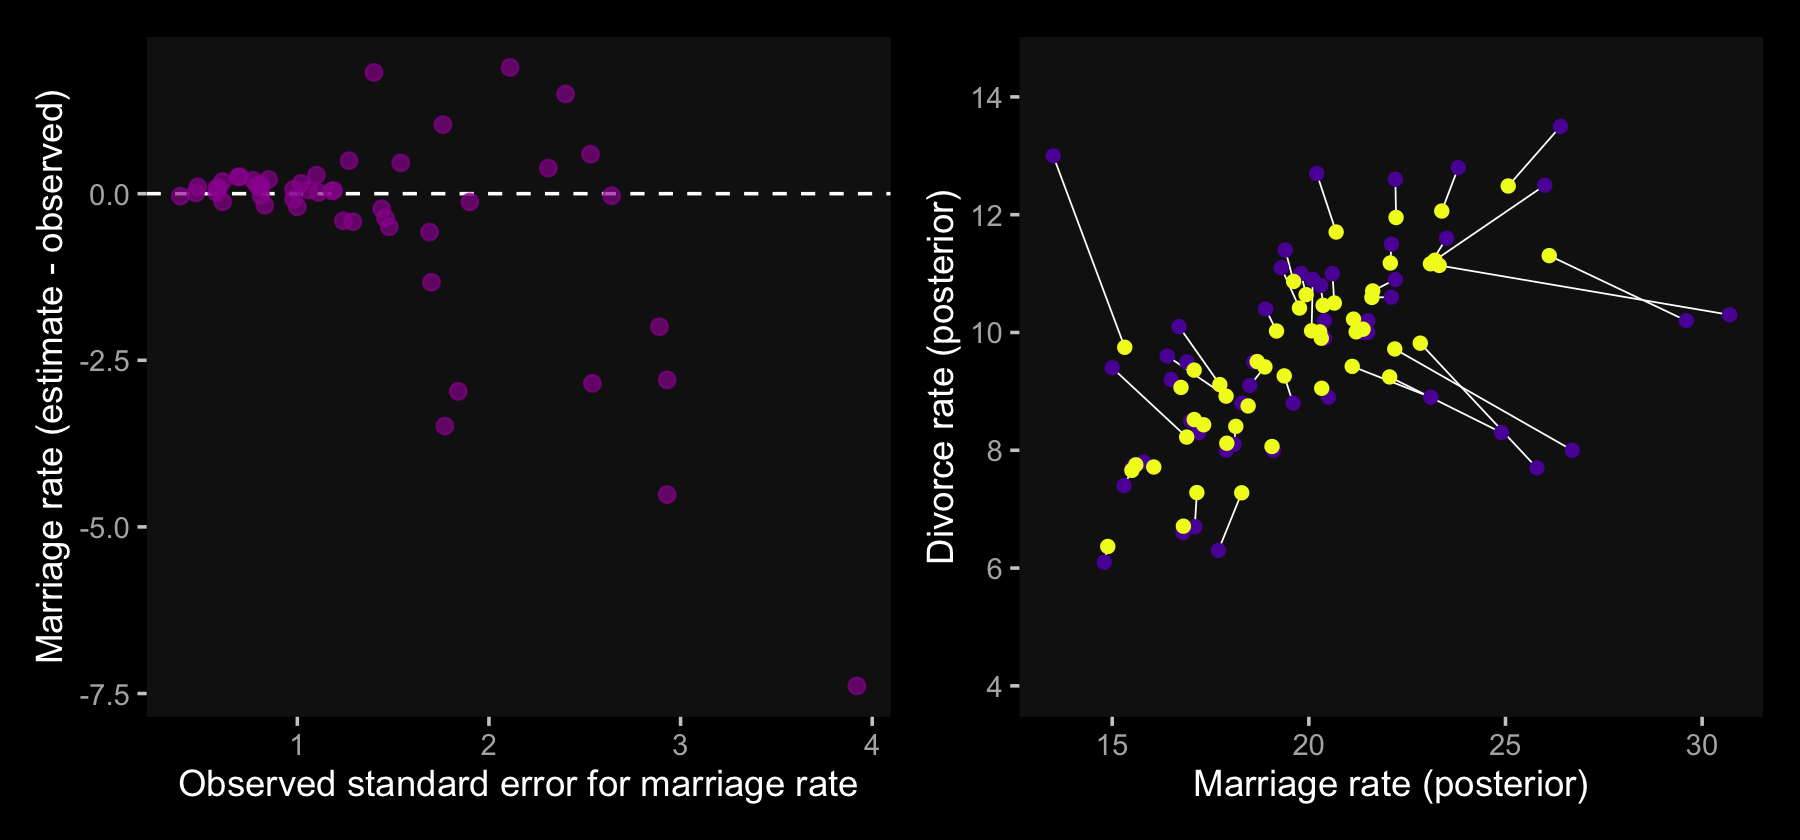 Marriage rate (estimate - observed)
0.0
-2.5
-5.0
-7.5
1 2 3 4
Observed standard error for marriage rate
Divorce rate (posterior)
14
12
10
8
6
4
15 20 25 30
Marriage rate (posterior)